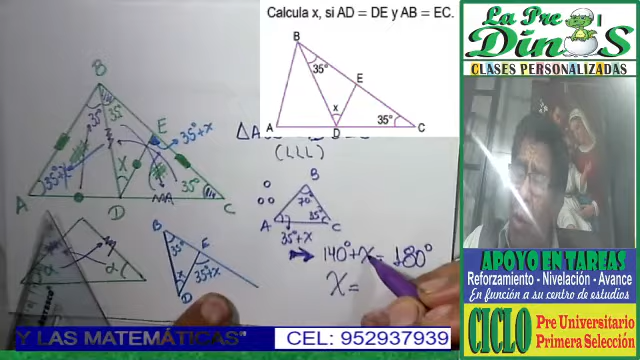 Calcula x, si AD = DE y AB = EC.
B
35°
E
x
35°
A
D
C
La Pre
DinoS
CLASES PERSONALIZADAS
B
35°
35°
E
35°+x
35°+x
x
35°
A
D
C
(LLL)
B
70°
35°
A
C
35°+x
B
35°
E
x
35°+x
D
α
α
140°+x = 180°
x =
Y LAS MATEMÁTICAS"
CEL: 952937939
APOYO EN TAREAS
Reforzamiento - Nivelación - Avance
En función a su centro de estudios
CICLO
Pre Universitario
Primera Selección